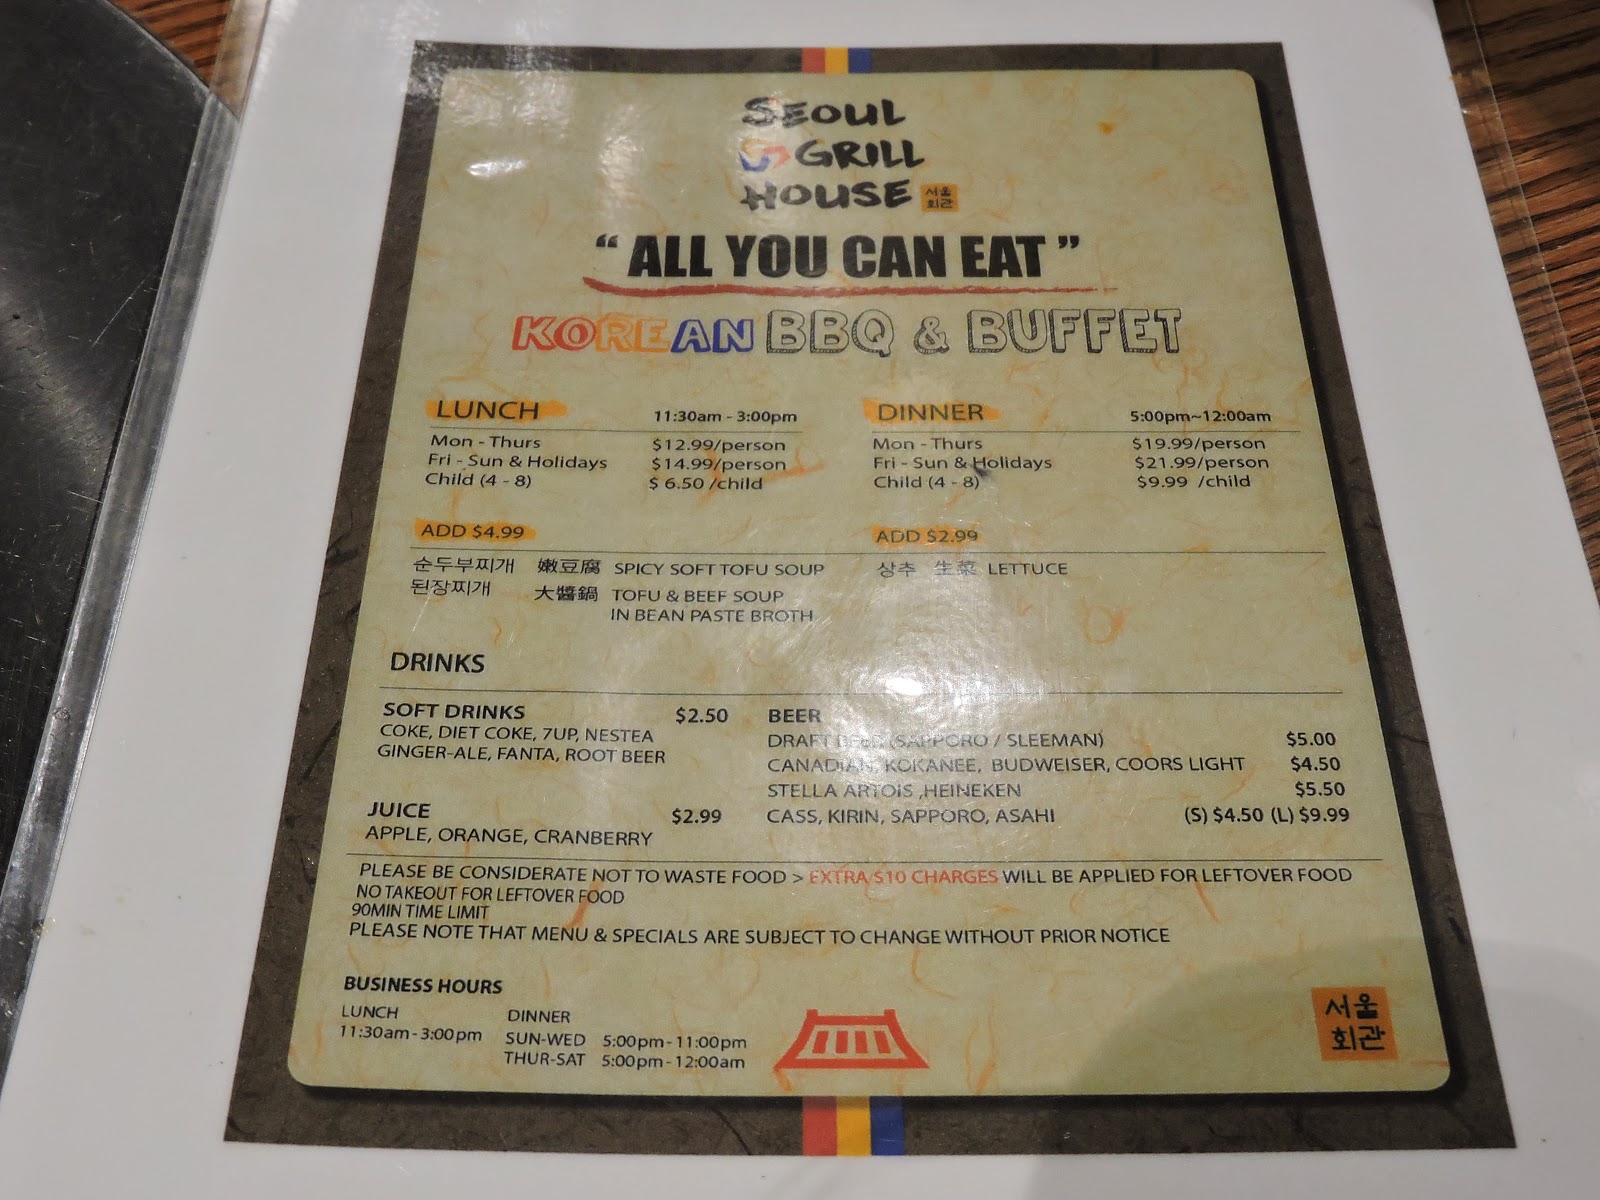 SEOUL
GRILL
HOUSE 서울
회관
“ ALL YOU CAN EAT ”
KOREAN BBQ & BUFFET
LUNCH 11:30am - 3:00pm
Mon - Thurs $12.99/person
Fri - Sun & Holidays $14.99/person
Child (4 - 8) $ 6.50 /child
DINNER 5:00pm~12:00am
Mon - Thurs $19.99/person
Fri - Sun & Holidays $21.99/person
Child (4 - 8) $9.99 /child
ADD $4.99
순두부찌개 嫩豆腐 SPICY SOFT TOFU SOUP
된장찌개 大醬鍋 TOFU & BEEF SOUP
IN BEAN PASTE BROTH
ADD $2.99
상추 生菜 LETTUCE
DRINKS
SOFT DRINKS $2.50
COKE, DIET COKE, 7UP, NESTEA
GINGER-ALE, FANTA, ROOT BEER
JUICE $2.99
APPLE, ORANGE, CRANBERRY
BEER
DRAFT BEER (SAPPORO / SLEEMAN) $5.00
CANADIAN, KOKANEE, BUDWEISER, COORS LIGHT $4.50
STELLA ARTOIS ,HEINEKEN $5.50
CASS, KIRIN, SAPPORO, ASAHI (S) $4.50 (L) $9.99
PLEASE BE CONSIDERATE NOT TO WASTE FOOD > EXTRA $10 CHARGES WILL BE APPLIED FOR LEFTOVER FOOD
NO TAKEOUT FOR LEFTOVER FOOD
90MIN TIME LIMIT
PLEASE NOTE THAT MENU & SPECIALS ARE SUBJECT TO CHANGE WITHOUT PRIOR NOTICE
BUSINESS HOURS
LUNCH
11:30am - 3:00pm
DINNER
SUN-WED 5:00pm - 11:00pm
THUR-SAT 5:00pm - 12:00am
서울
회관